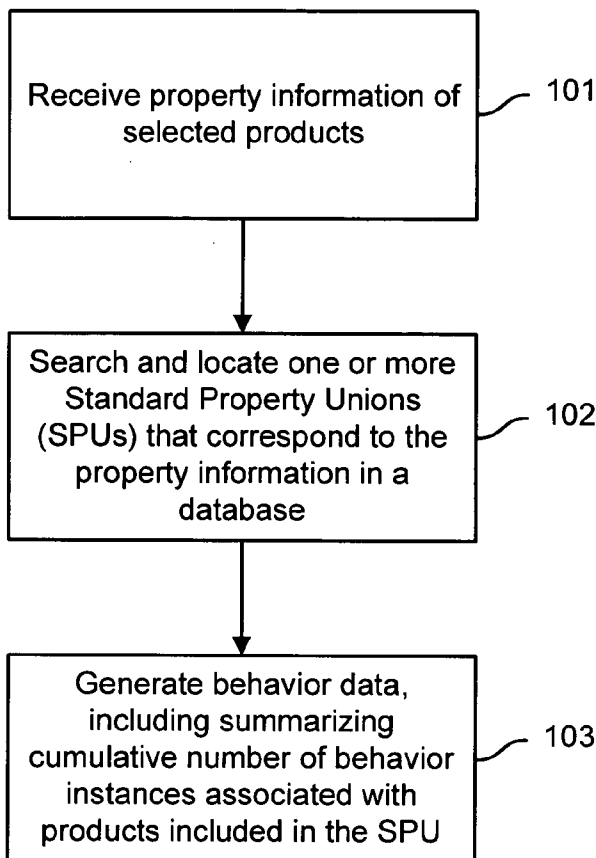 Receive property information of
selected products
101
Search and locate one or more
Standard Property Unions
(SPUs) that correspond to the
property information in a
database
102
Generate behavior data,
including summarizing
cumulative number of behavior
instances associated with
products included in the SPU
103